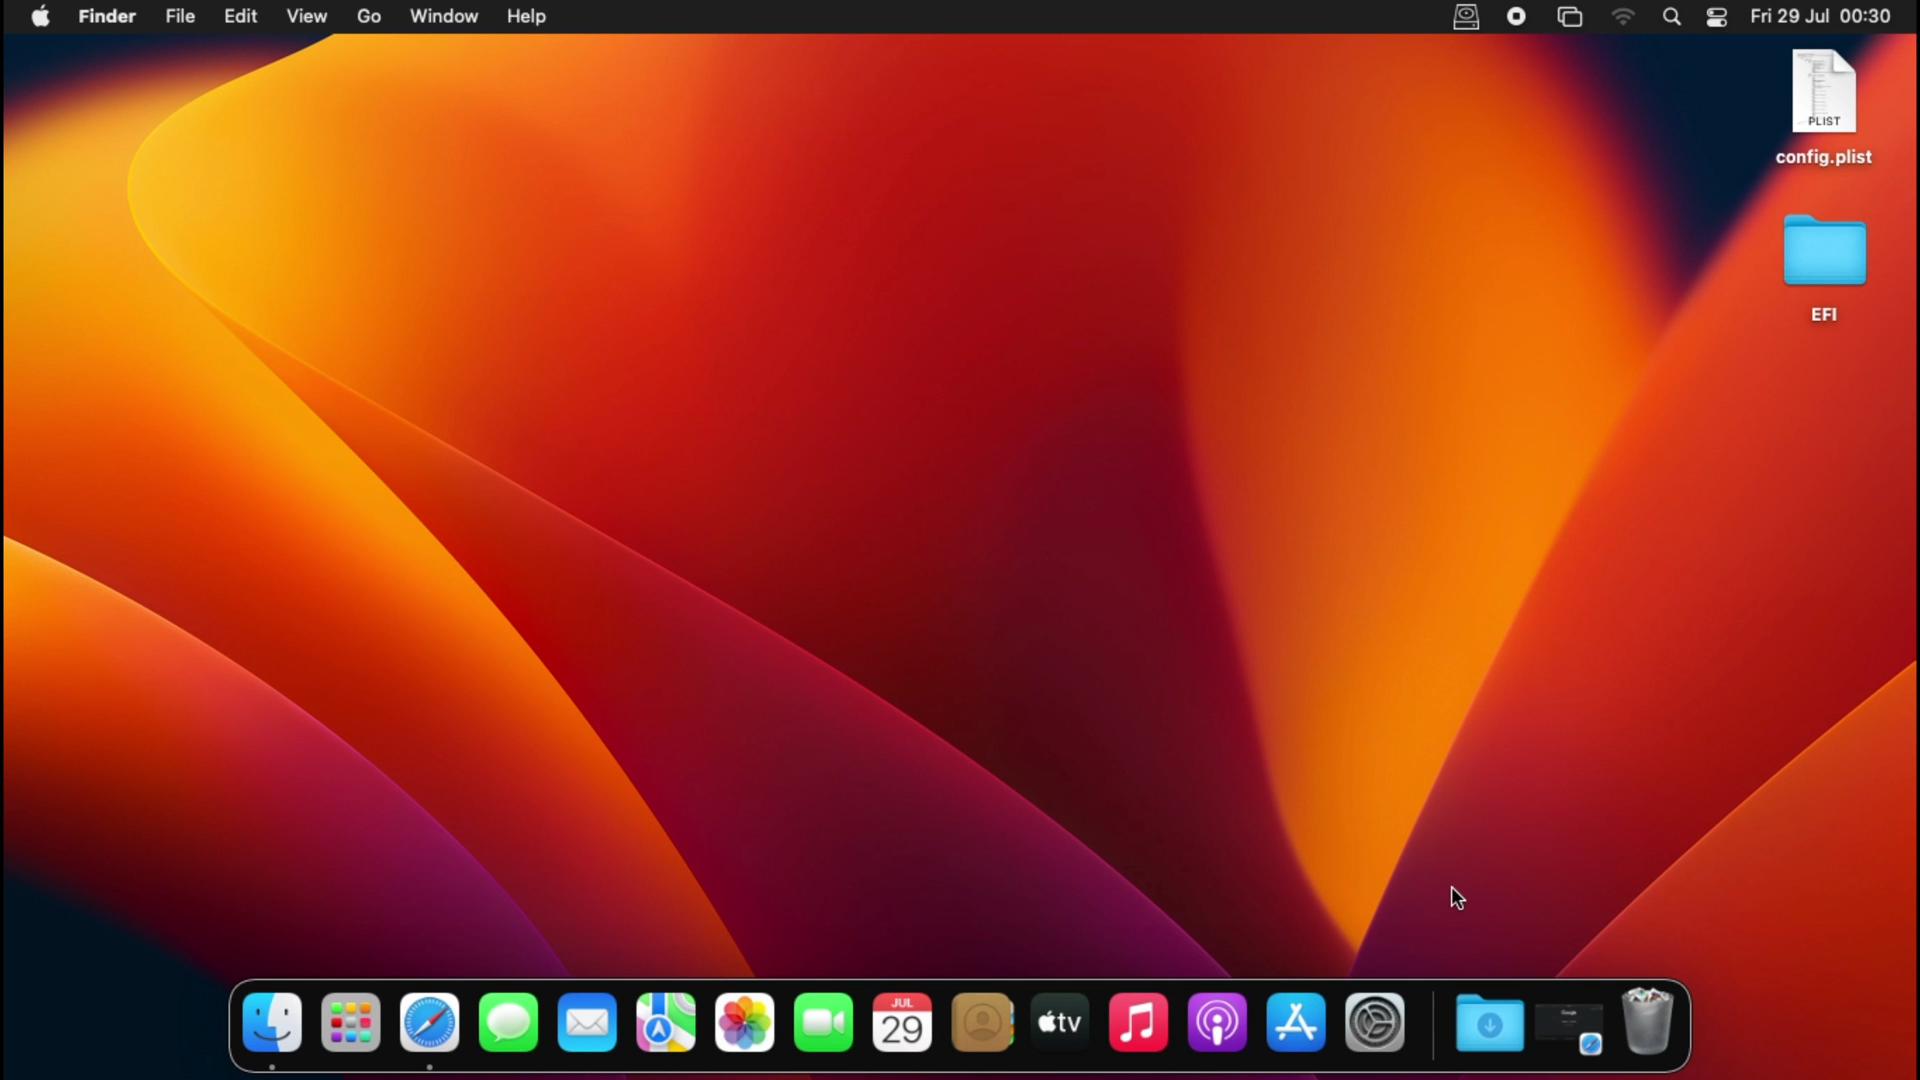 Finder File Edit View Go Window Help Fri 29 Jul 00:30
PLIST
config.plist
EFI
JUL
29
tv
Google